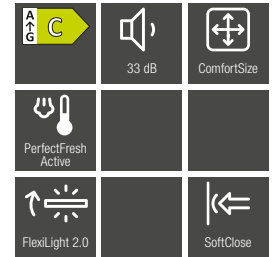 A
G
C
33 dB
ComfortSize
PerfectFresh
Active
FlexiLight 2.0
SoftClose